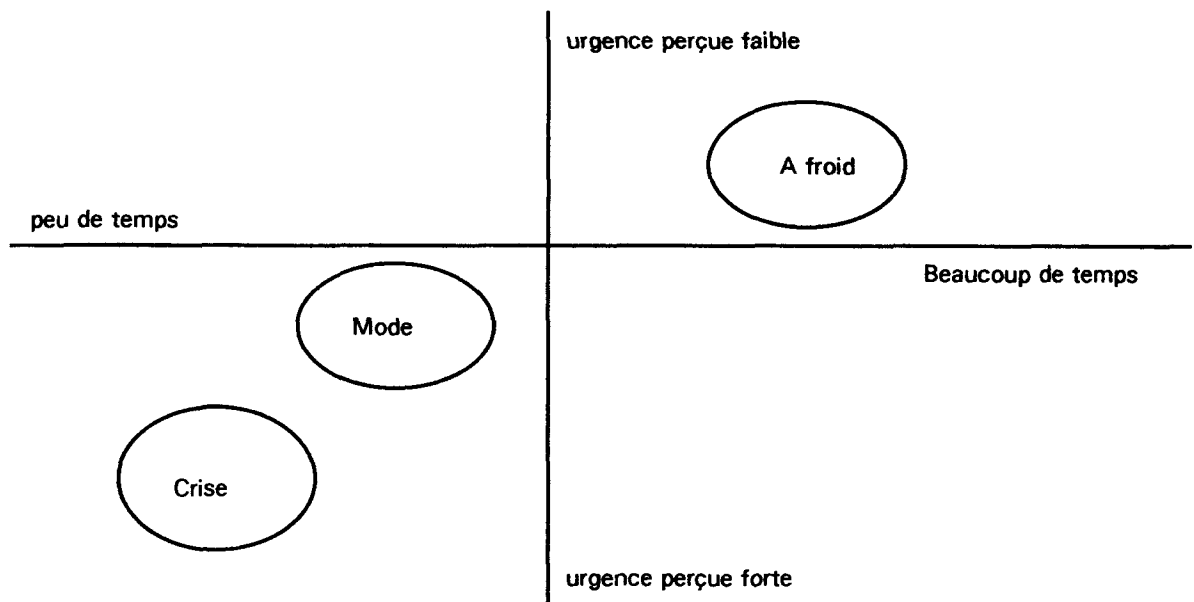 urgence perçue faible
A froid
peu de temps
Beaucoup de temps
Mode
Crise
urgence perçue forte